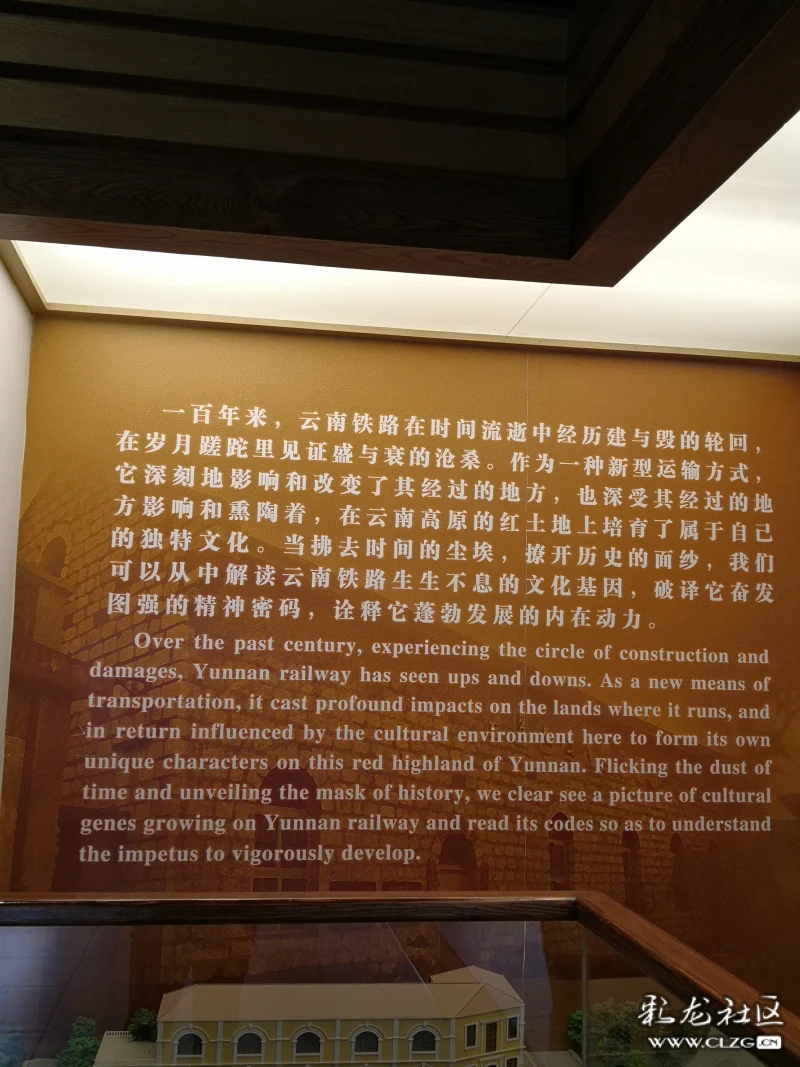 一百年来，云南铁路在时间流逝中经历建与毁的轮回，
在岁月蹉跎里见证盛与衰的沧桑。作为一种新型运输方式，
它深刻地影响和改变了其经过的地方，也深受其经过的地
方影响和熏陶着，在云南高原的红土地上培育了属于自己
的独特文化。当拂去时间的尘埃，撩开历史的面纱，我们
可以从中解读云南铁路生生不息的文化基因，破译它奋发
图强的精神密码，诠释它蓬勃发展的内在动力。
Over the past century, experiencing the circle of construction and
damages, Yunnan railway has seen ups and downs. As a new means of
transportation, it cast profound impacts on the lands where it runs, and
in return influenced by the cultural environment here to form its own
unique characters on this red highland of Yunnan. Flicking the dust of
time and unveiling the mask of history, we clear see a picture of cultural
genes growing on Yunnan railway and read its codes so as to understand
the impetus to vigorously develop.
彩龙社区
www.CLZG.CN